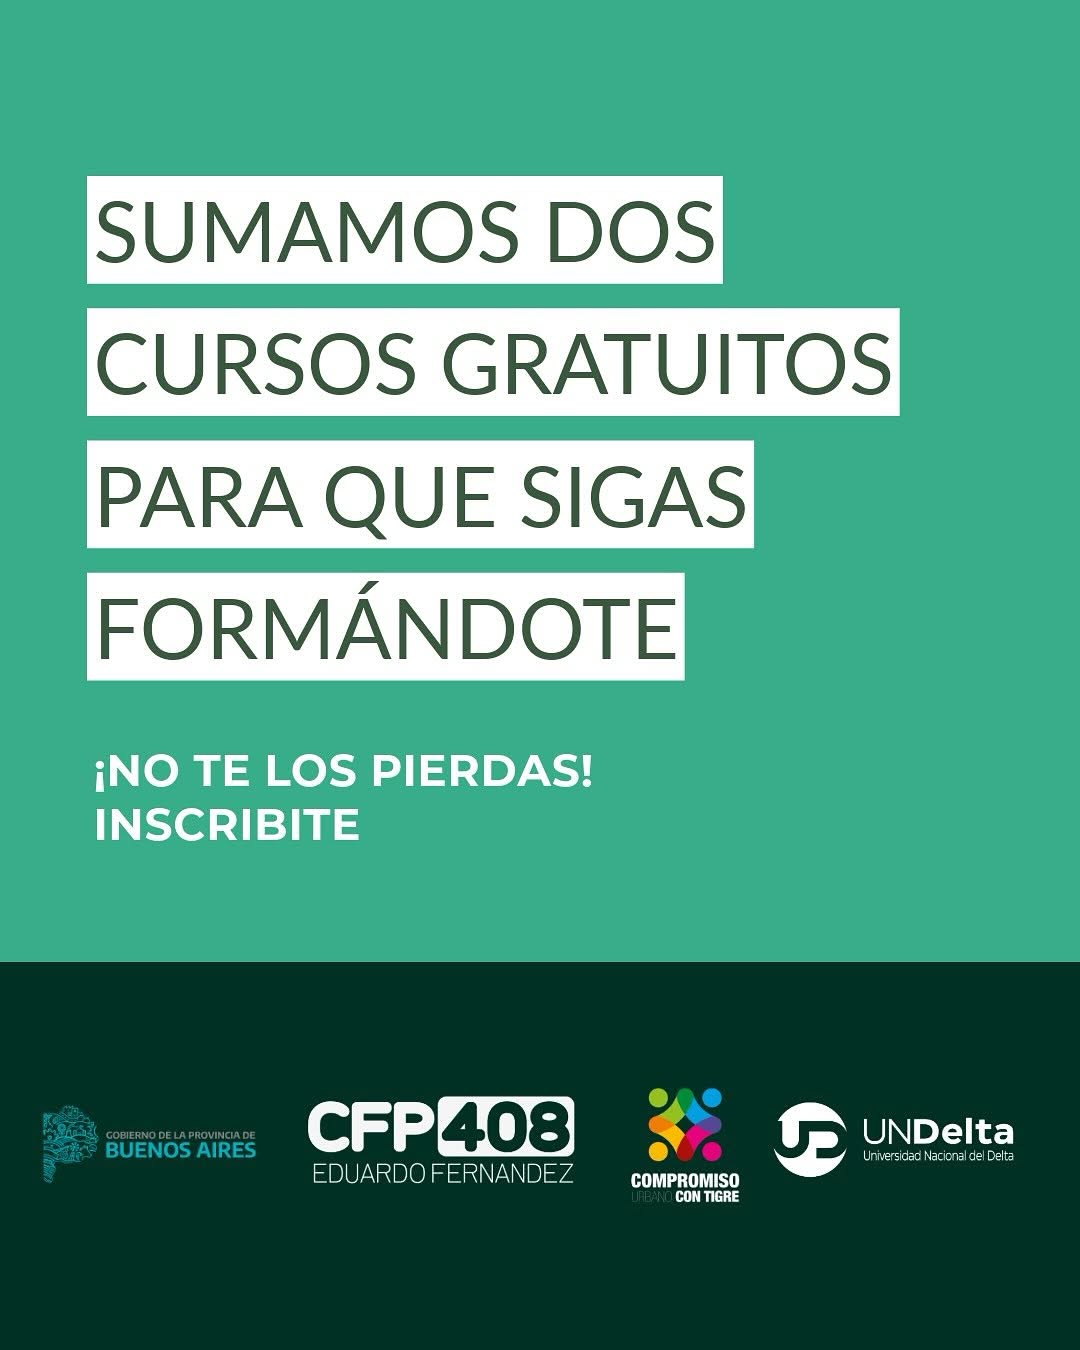 SUMAMOS DOS
CURSOS GRATUITOS
PARA QUE SIGAS
FORMÁNDOTE
¡NO TE LOS PIERDAS!
INSCRIBITE
GOBIERNO DE LA PROVINCIA DE
BUENOS AIRES
CFP408
EDUARDO FERNANDEZ
COMPROMISO
URBANO CON TIGRE
UNDelta
Universidad Nacional del Delta